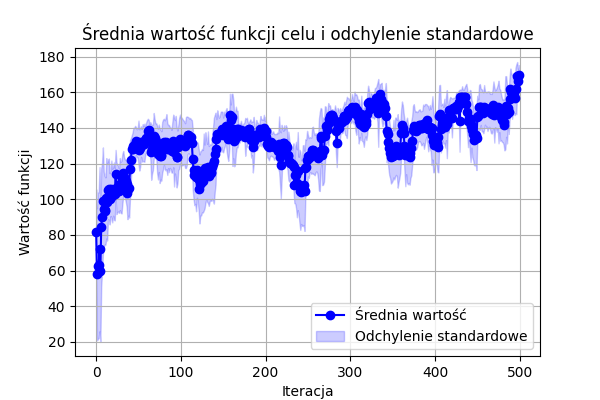 Średnia wartość funkcji celu i odchylenie standardowe
Wartość funkcji
180
160
140
120
100
80
60
40
20
0 100 200 300 400 500
Iteracja
Średnia wartość
Odchylenie standardowe